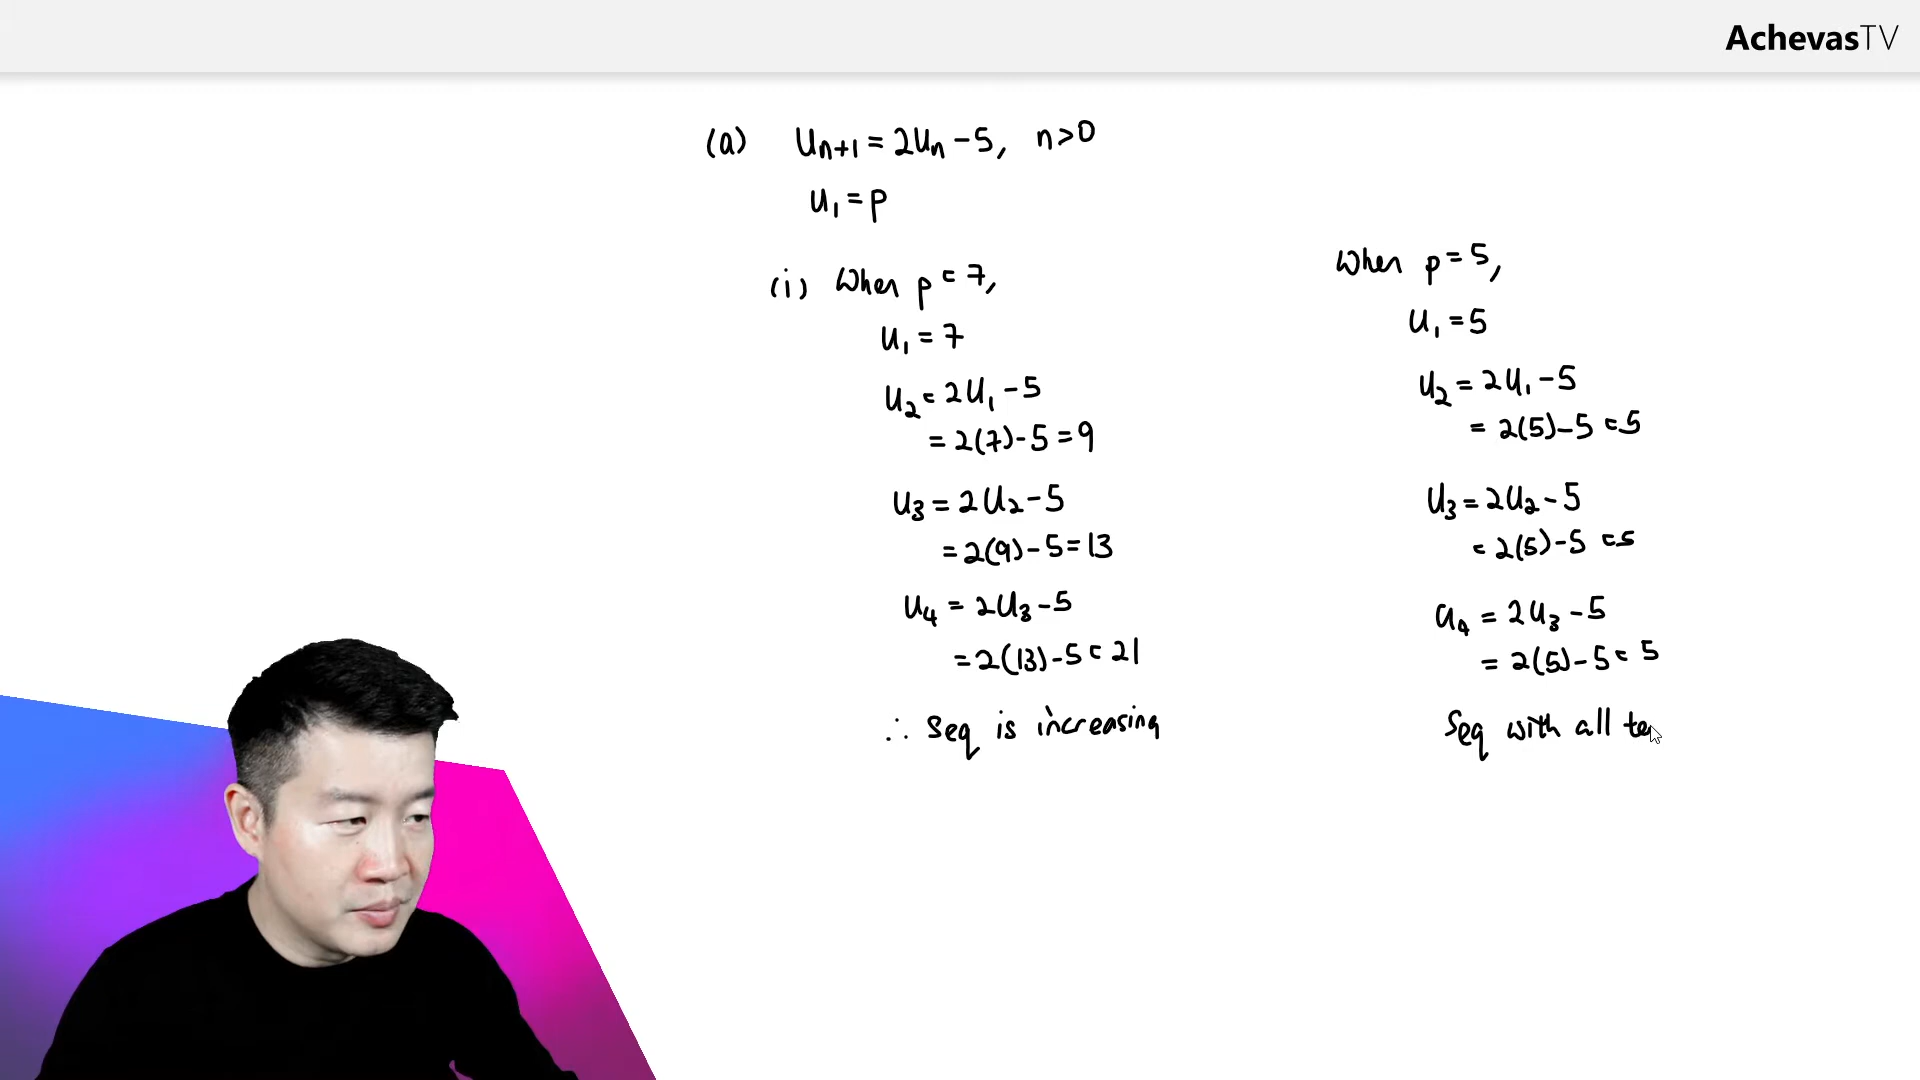 AchevasTV
(a) Uₙ₊₁ = 2Uₙ - 5, n>0
U₁ = p
(i) When p = 7,
U₁ = 7
U₂ = 2U₁ - 5
= 2(7) - 5 = 9
U₃ = 2U₂ - 5
= 2(9) - 5 = 13
U₄ = 2U₃ - 5
= 2(13) - 5 = 21
∴ Seq is increasing
When p = 5,
U₁ = 5
U₂ = 2U₁ - 5
= 2(5) - 5 = 5
U₃ = 2U₂ - 5
= 2(5) - 5 = 5
U₄ = 2U₃ - 5
= 2(5) - 5 = 5
Seq with all te